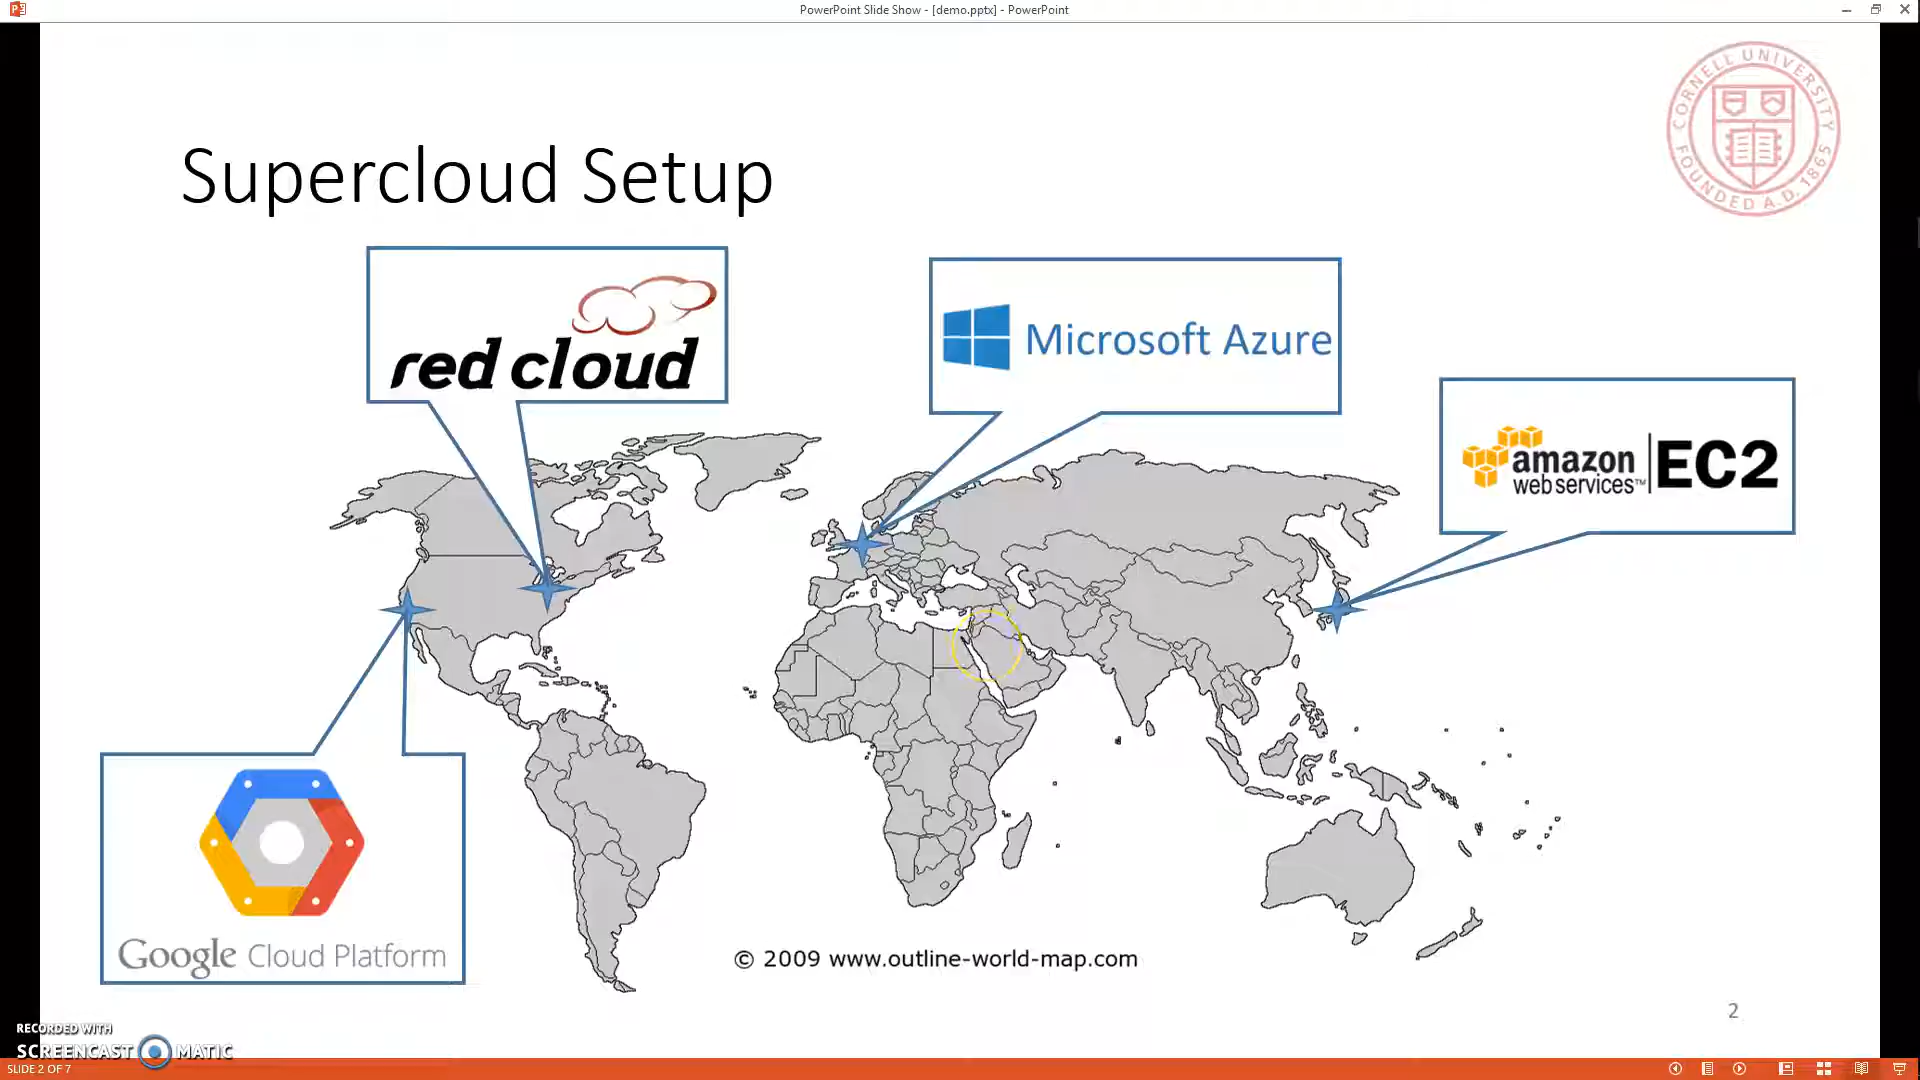 PowerPoint Slide Show - [demo.pptx] - PowerPoint
CORNELL UNIVERSITY
FOUNDED A.D. 1865
Supercloud Setup
red cloud
Microsoft Azure
amazon
web services™
EC2
Google Cloud Platform
© 2009 www.outline-world-map.com
2
RECORDED WITH
SCREENCAST MATIC
SLIDE 2 OF 7